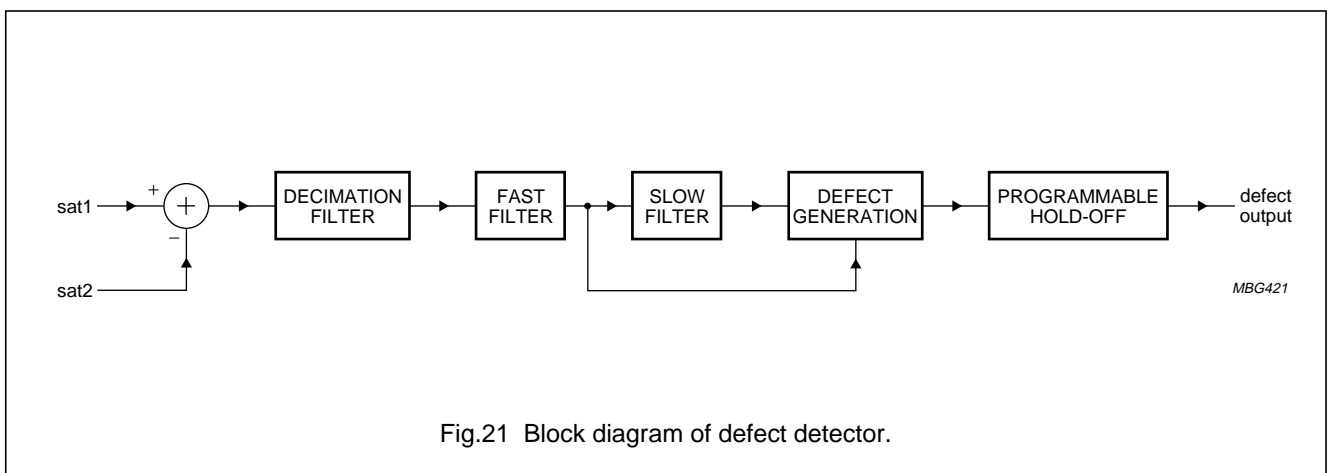 sat1
+
+
−
sat2
DECIMATION
FILTER
FAST
FILTER
SLOW
FILTER
DEFECT
GENERATION
PROGRAMMABLE
HOLD-OFF
defect
output
MBG421
Fig.21 Block diagram of defect detector.